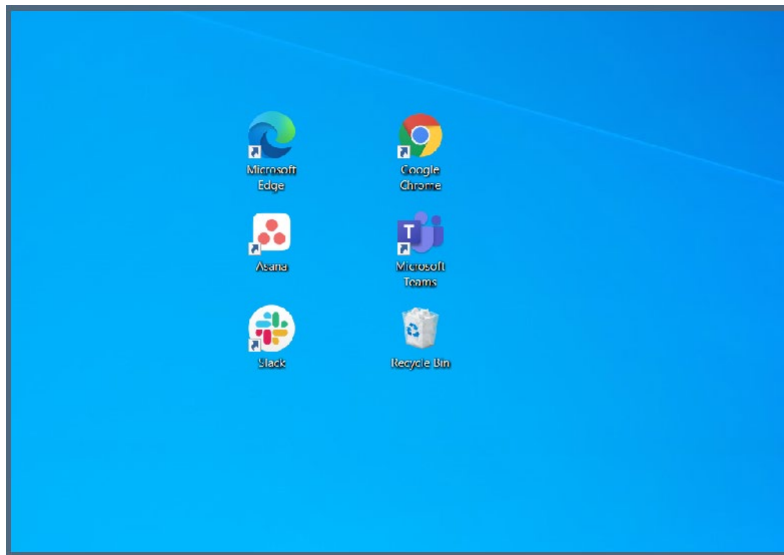 Microsoft
Edge
Google
Chrome
Asana
T
Microsoft
Teams
Slack
Recycle Bin